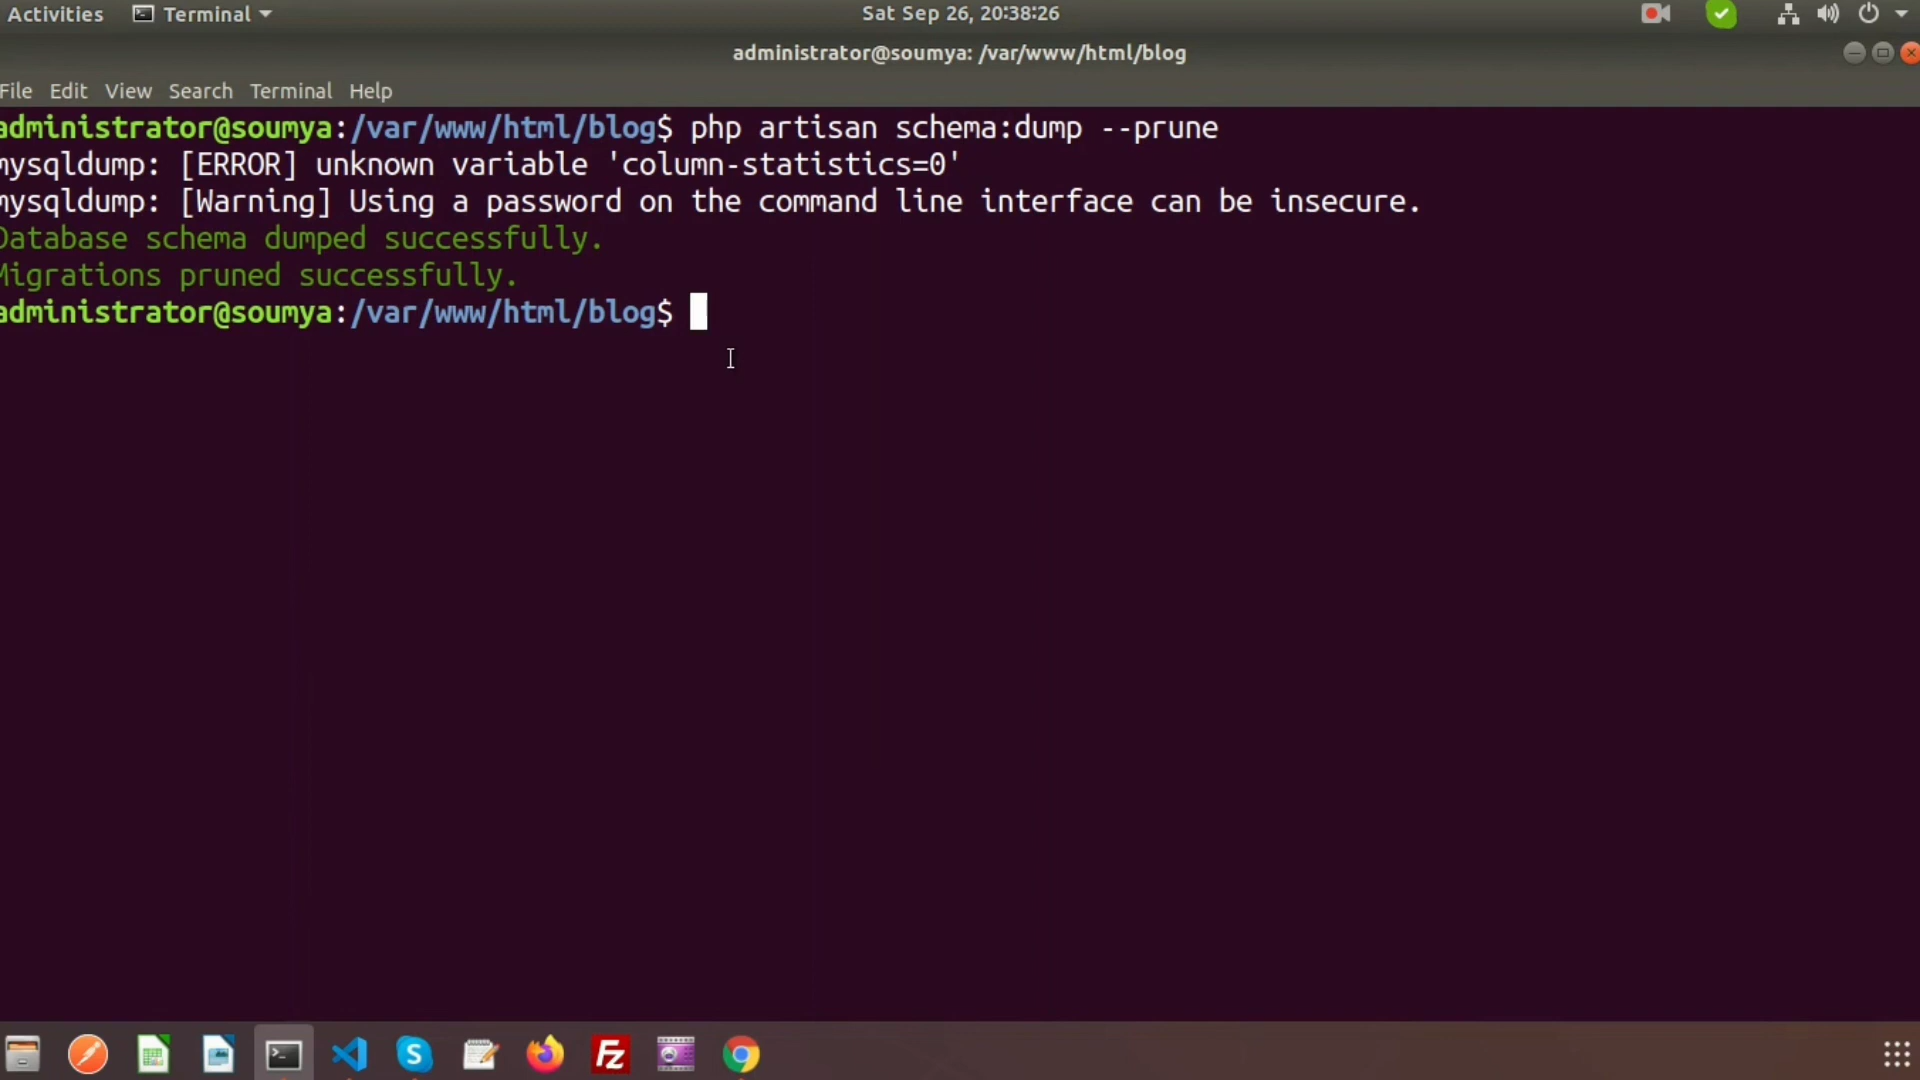 Activities Terminal Sat Sep 26, 20:38:26
administrator@soumya: /var/www/html/blog
File Edit View Search Terminal Help
administrator@soumya:/var/www/html/blog$ php artisan schema:dump --prune
mysqldump: [ERROR] unknown variable 'column-statistics=0'
mysqldump: [Warning] Using a password on the command line interface can be insecure.
Database schema dumped successfully.
Migrations pruned successfully.
administrator@soumya:/var/www/html/blog$